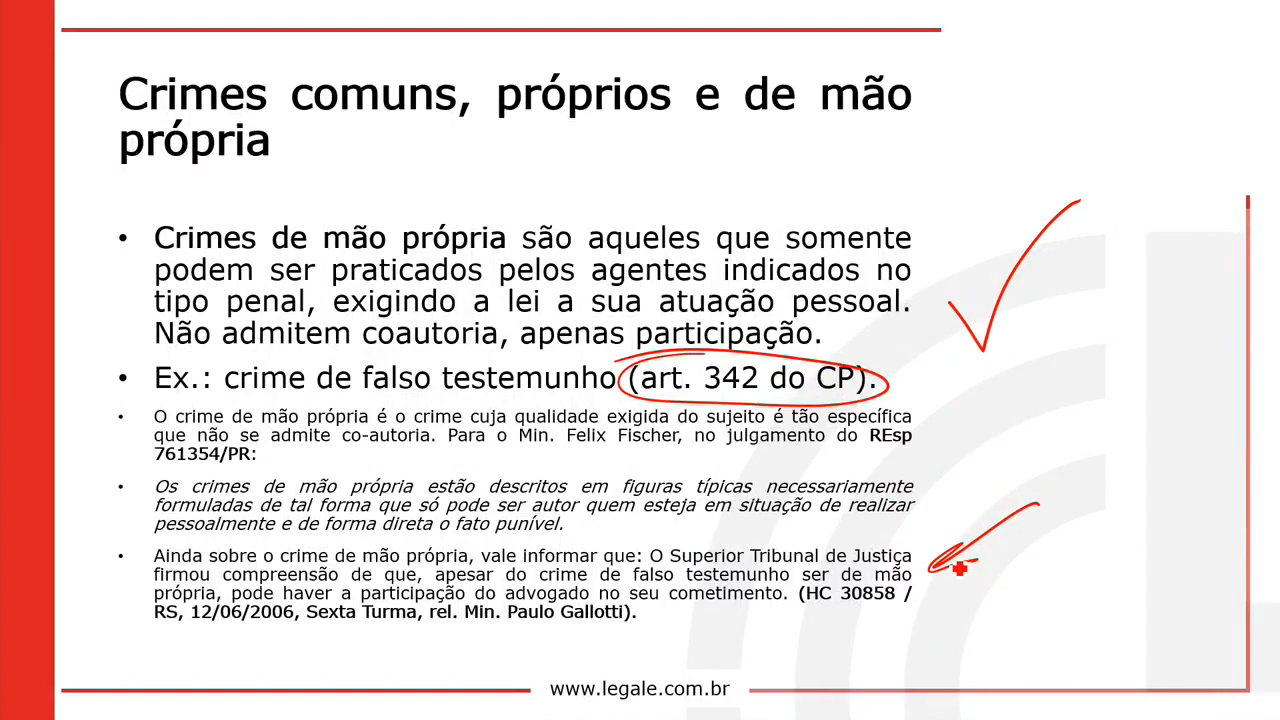 Crimes comuns, próprios e de mão
própria
• Crimes de mão própria são aqueles que somente
podem ser praticados pelos agentes indicados no
tipo penal, exigindo a lei a sua atuação pessoal.
Não admitem coautoria, apenas participação.
• Ex.: crime de falso testemunho (art. 342 do CP).
• O crime de mão própria é o crime cuja qualidade exigida do sujeito é tão específica
que não se admite co-autoria. Para o Min. Felix Fischer, no julgamento do REsp
761354/PR:
• Os crimes de mão própria estão descritos em figuras típicas necessariamente
formuladas de tal forma que só pode ser autor quem esteja em situação de realizar
pessoalmente e de forma direta o fato punível.
• Ainda sobre o crime de mão própria, vale informar que: O Superior Tribunal de Justiça
firmou compreensão de que, apesar do crime de falso testemunho ser de mão
própria, pode haver a participação do advogado no seu cometimento. (HC 30858 /
RS, 12/06/2006, Sexta Turma, rel. Min. Paulo Gallotti).
www.legale.com.br